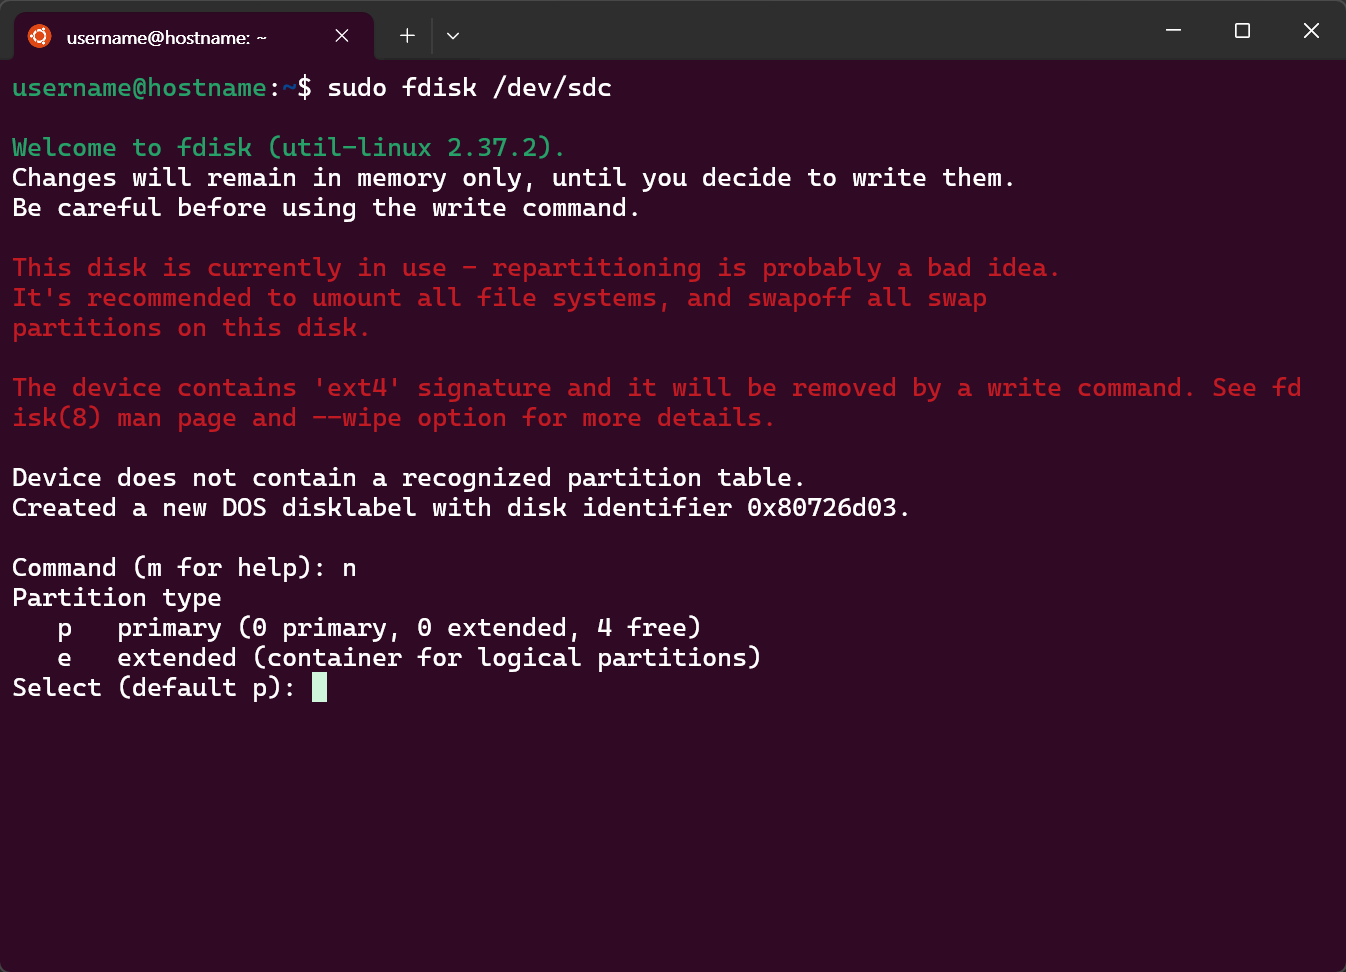 username@hostname: ~
username@hostname:~$ sudo fdisk /dev/sdc
Welcome to fdisk (util-linux 2.37.2).
Changes will remain in memory only, until you decide to write them.
Be careful before using the write command.
This disk is currently in use - repartitioning is probably a bad idea.
It's recommended to umount all file systems, and swapoff all swap
partitions on this disk.
The device contains 'ext4' signature and it will be removed by a write command. See fd
isk(8) man page and --wipe option for more details.
Device does not contain a recognized partition table.
Created a new DOS disklabel with disk identifier 0x80726d03.
Command (m for help): n
Partition type
   p   primary (0 primary, 0 extended, 4 free)
   e   extended (container for logical partitions)
Select (default p):